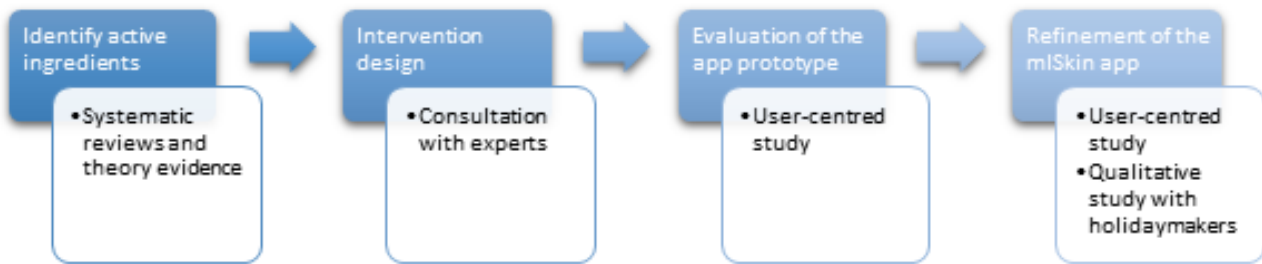 Identify active
ingredients
•Systematic
reviews and
theory evidence
Intervention
design
•Consultation
with experts
Evaluation of the
app prototype
•User-centred
study
Refinement of the
mISkin app
•User-centred
study
•Qualitative
study with
holidaymakers